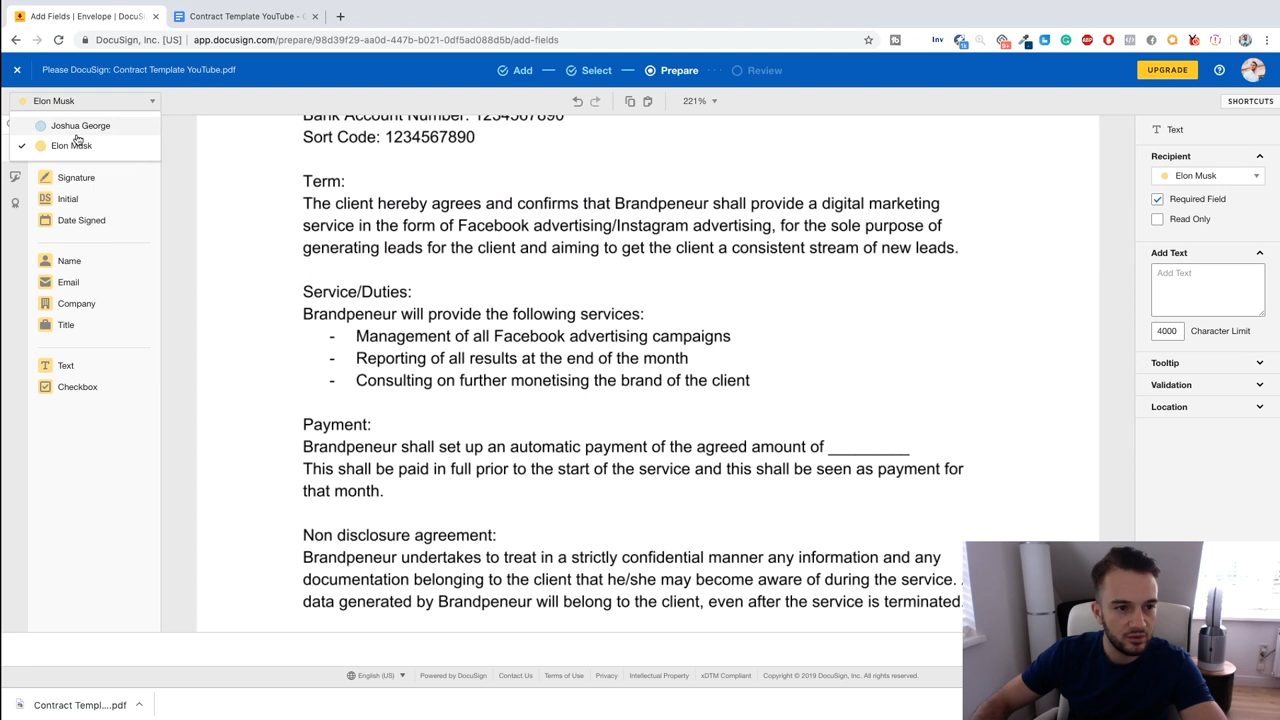 Add Fields | Envelope | DocuSi
Contract Template YouTube -
DocuSign, Inc. [US] app.docusign.com/prepare/98d39f29-aa0d-447b-b021-0df5ad088d5b/add-fields
Inv
Please DocuSign: Contract Template YouTube.pdf
Add
Select
Prepare
Review
UPGRADE
Elon Musk
221%
SHORTCUTS
Joshua George
Elon Musk
Signature
Initial
Date Signed
Name
Email
Company
Title
Text
Checkbox
Bank Account Number: 1234567890
Sort Code: 1234567890
Term:
The client hereby agrees and confirms that Brandpeneur shall provide a digital marketing
service in the form of Facebook advertising/Instagram advertising, for the sole purpose of
generating leads for the client and aiming to get the client a consistent stream of new leads.
Service/Duties:
Brandpeneur will provide the following services:
- Management of all Facebook advertising campaigns
- Reporting of all results at the end of the month
- Consulting on further monetising the brand of the client
Payment:
Brandpeneur shall set up an automatic payment of the agreed amount of _________
This shall be paid in full prior to the start of the service and this shall be seen as payment for
that month.
Non disclosure agreement:
Brandpeneur undertakes to treat in a strictly confidential manner any information and any
documentation belonging to the client that he/she may become aware of during the service.
data generated by Brandpeneur will belong to the client, even after the service is terminated.
Text
Recipient
Elon Musk
Required Field
Read Only
Add Text
Add Text
4000 Character Limit
Tooltip
Validation
Location
English (US)
Powered by DocuSign
Contact Us
Terms of Use
Privacy
Intellectual Property
xDTM Compliant
Copyright © 2019 DocuSign, Inc. All rights reserved.
Contract Templ....pdf